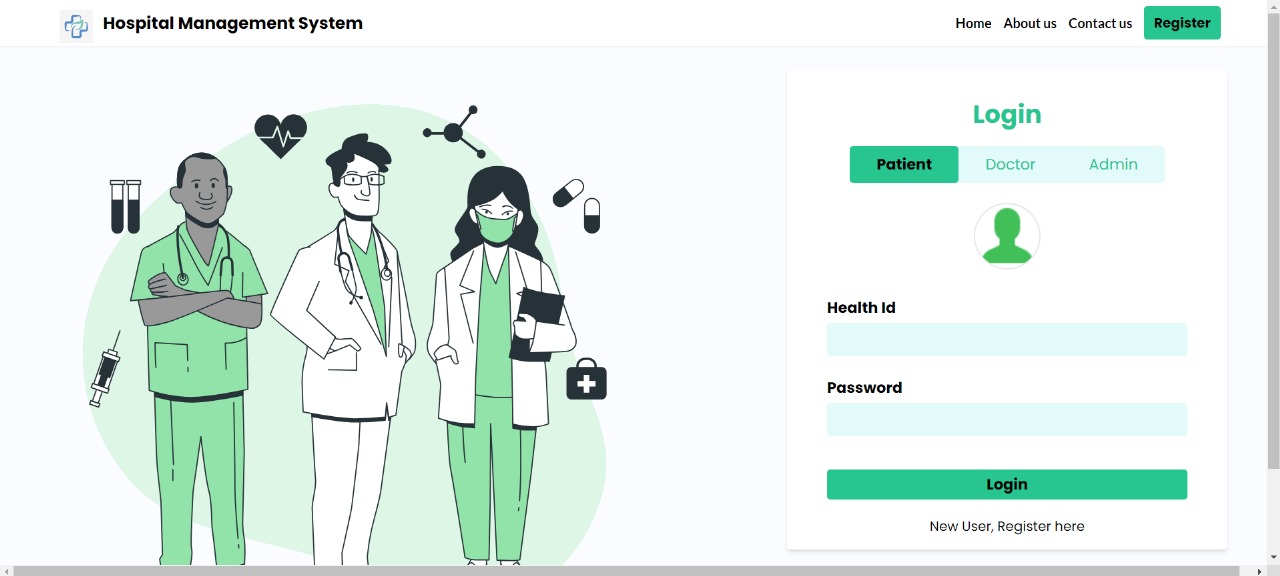 Hospital Management System
Home About us Contact us Register
Login
Patient Doctor Admin
Health Id
Password
Login
New User, Register here